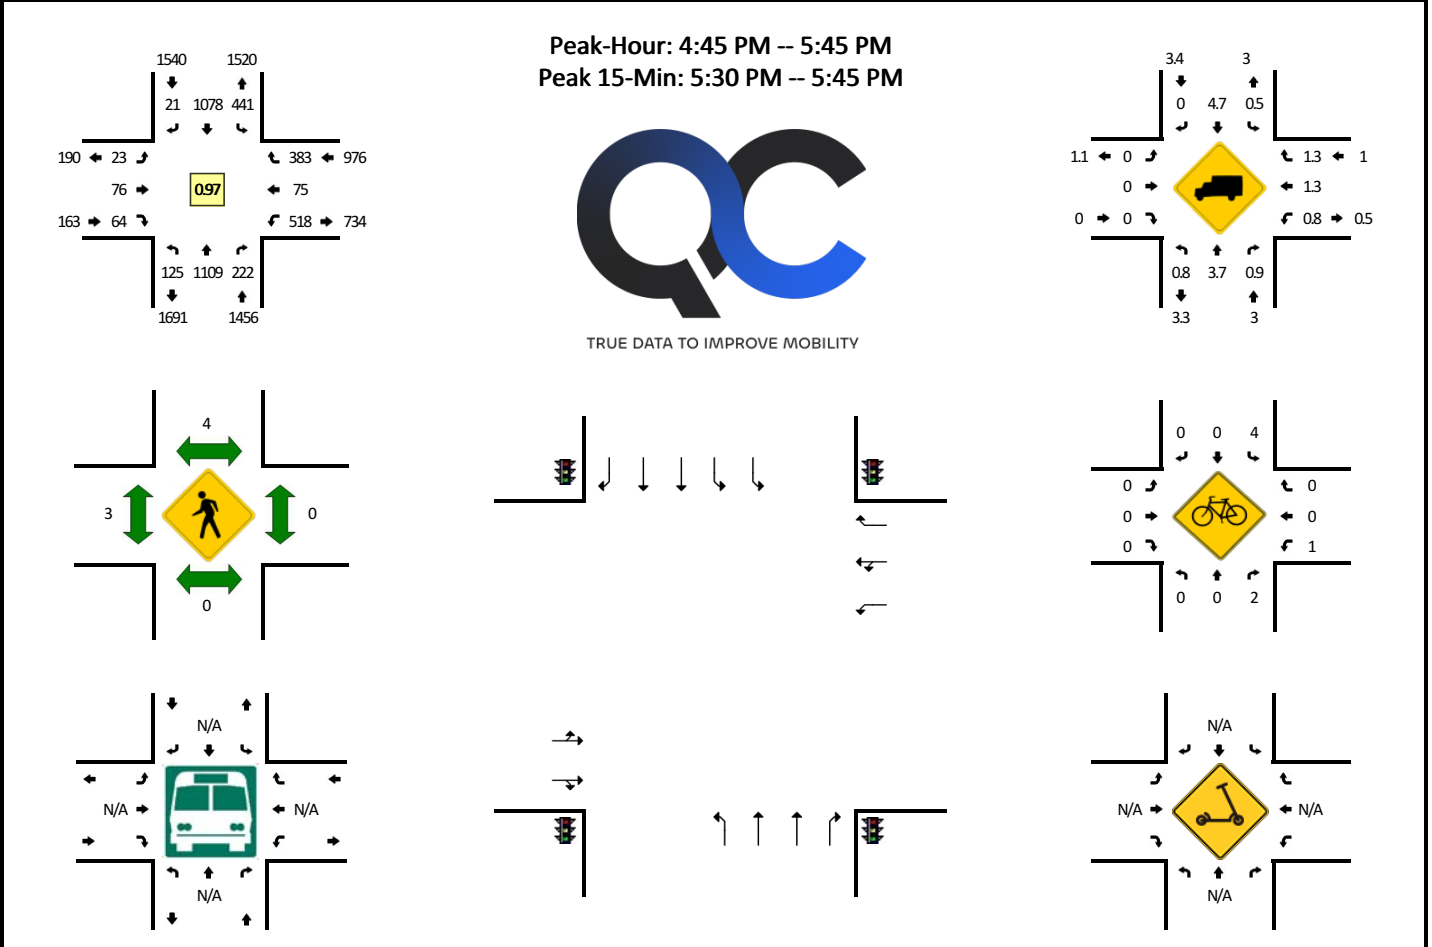 Peak-Hour: 4:45 PM -- 5:45 PM
Peak 15-Min: 5:30 PM -- 5:45 PM
1540 1520
21 1078 441
190 23 383 976
76 0.97 75
163 64 518 734
125 1109 222
1691 1456
QC
TRUE DATA TO IMPROVE MOBILITY
3.4 3
0 4.7 0.5
1.1 0 1.3 1
0 1.3
0 0 0.8 0.5
0.8 3.7 0.9
3.3 3
4
3 0
0
0 0 4
0 0
0 0
0 1
0 0 2
N/A
N/A N/A
N/A
N/A
N/A N/A
N/A